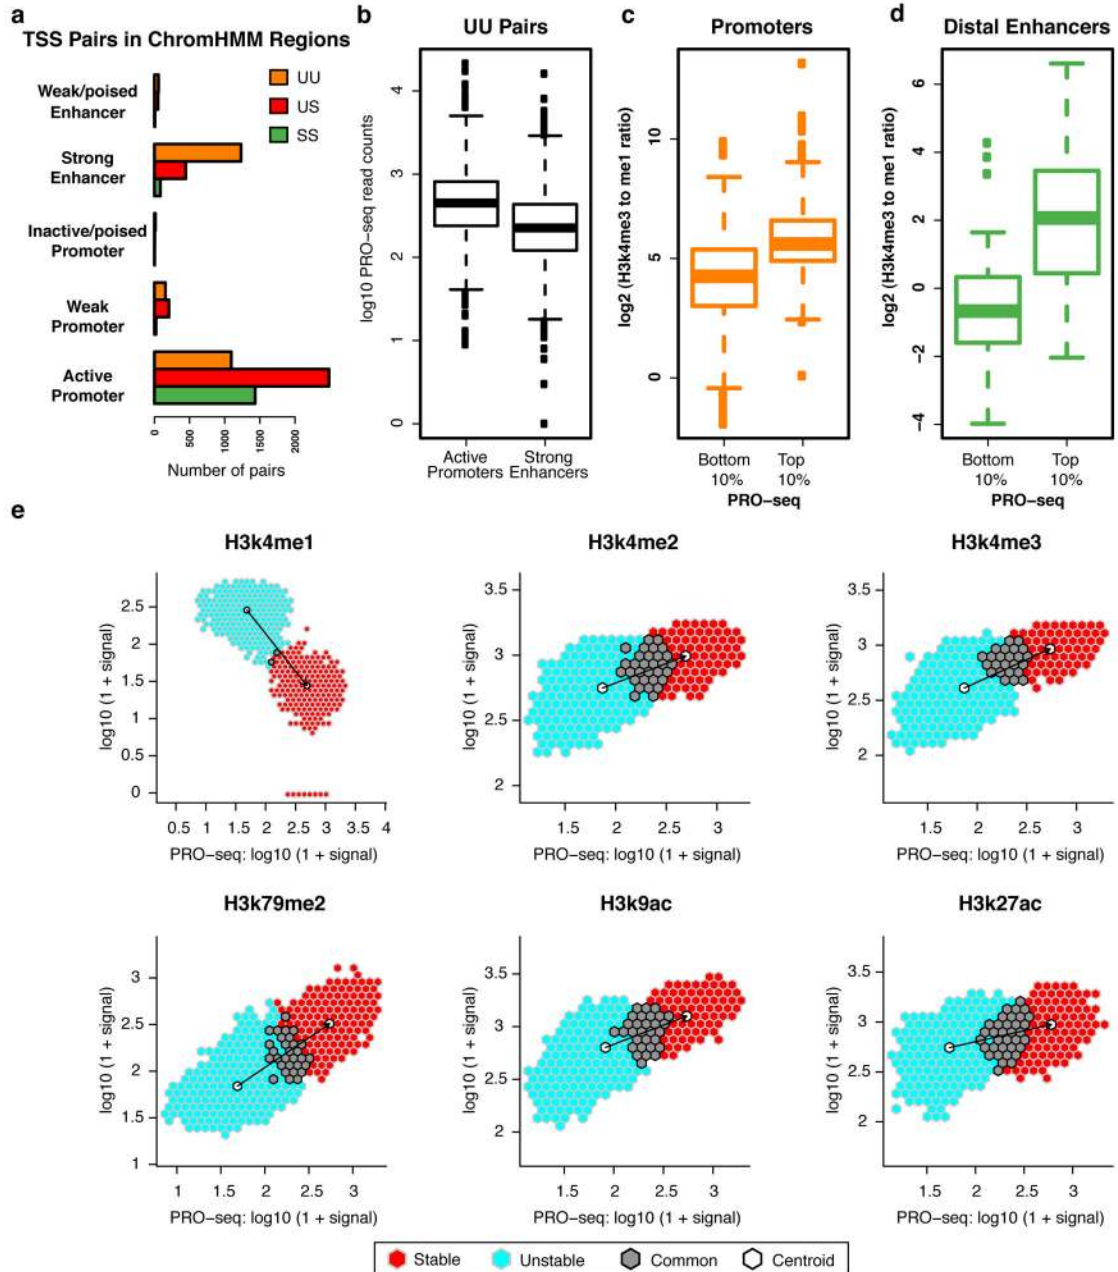 a
TSS Pairs in ChromHMM Regions
UU
US
SS
Weak/poised
Enhancer
Strong
Enhancer
Inactive/poised
Promoter
Weak
Promoter
Active
Promoter
0
500
1000
1500
2000
Number of pairs
b
UU Pairs
log10 PRO−seq read counts
4
3
2
1
0
Active
Promoters
Strong
Enhancers
c
Promoters
log2 (H3k4me3 to me1 ratio)
10
5
0
Bottom
10%
Top
10%
PRO−seq
d
Distal Enhancers
log2 (H3k4me3 to me1 ratio)
6
4
2
0
−2
−4
Bottom
10%
Top
10%
PRO−seq
e
H3k4me1
log10 (1 + signal)
2.5
2
1.5
1
0.5
0
0.5 1 1.5 2 2.5 3 3.5 4
PRO−seq: log10 (1 + signal)
H3k4me2
log10 (1 + signal)
3.5
3
2.5
2
1.5 2 2.5 3
PRO−seq: log10 (1 + signal)
H3k4me3
log10 (1 + signal)
3.5
3
2.5
2
1.5 2 2.5 3
PRO−seq: log10 (1 + signal)
H3k79me2
log10 (1 + signal)
3
2.5
2
1.5
1
1 1.5 2 2.5 3
PRO−seq: log10 (1 + signal)
H3k9ac
log10 (1 + signal)
3.5
3
2.5
2
1.5 2 2.5 3
PRO−seq: log10 (1 + signal)
H3k27ac
log10 (1 + signal)
3.5
3
2.5
2
1.5 2 2.5 3
PRO−seq: log10 (1 + signal)
Stable Unstable Common Centroid